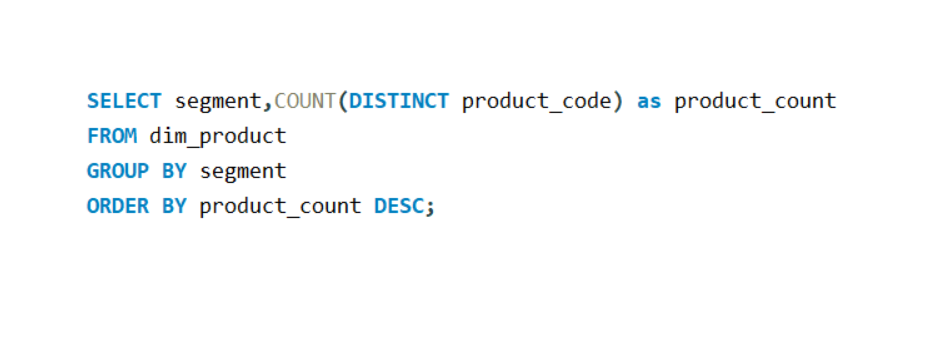 SELECT segment,COUNT(DISTINCT product_code) as product_count
FROM dim_product
GROUP BY segment
ORDER BY product_count DESC;